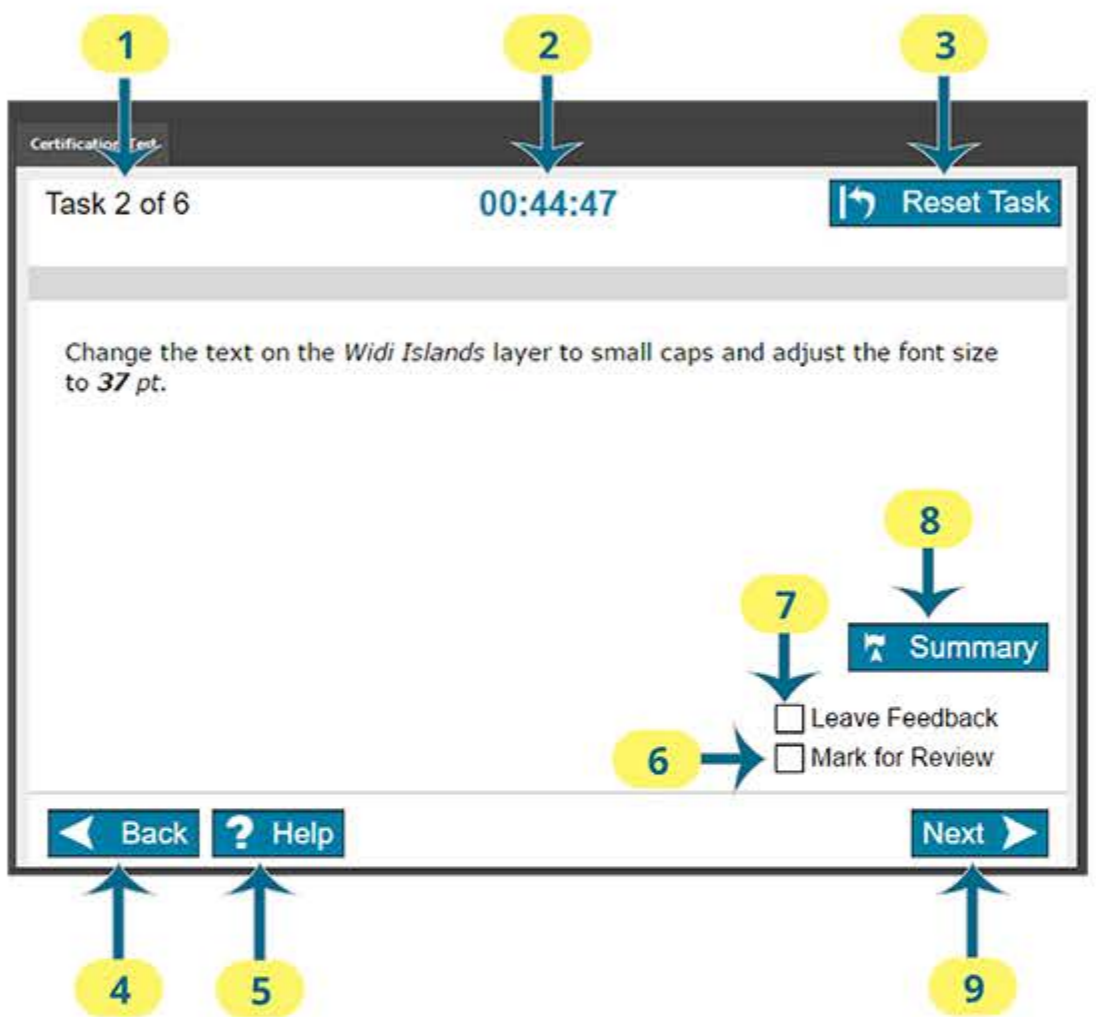 1 2 3
Certification Test
Task 2 of 6 00:44:47 Reset Task
Change the text on the Widi Islands layer to small caps and adjust the font size
to 37 pt.
8
7
Summary
Leave Feedback
6 Mark for Review
Back ? Help Next
4 5 9